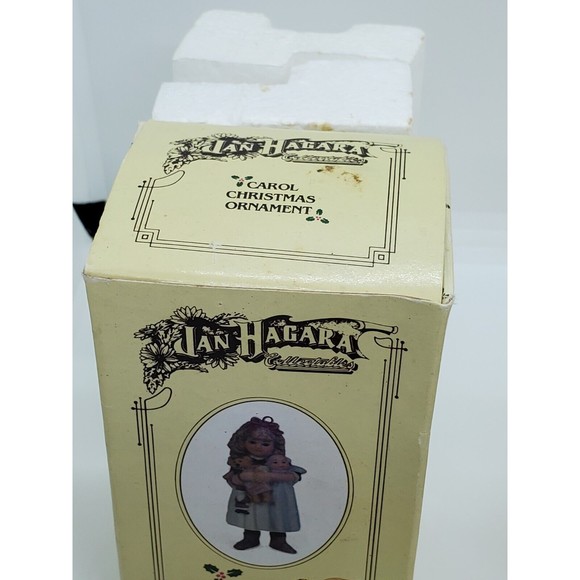 JAN HAGARA
Collectables
CAROL
CHRISTMAS
ORNAMENT
JAN HAGARA
Collectables